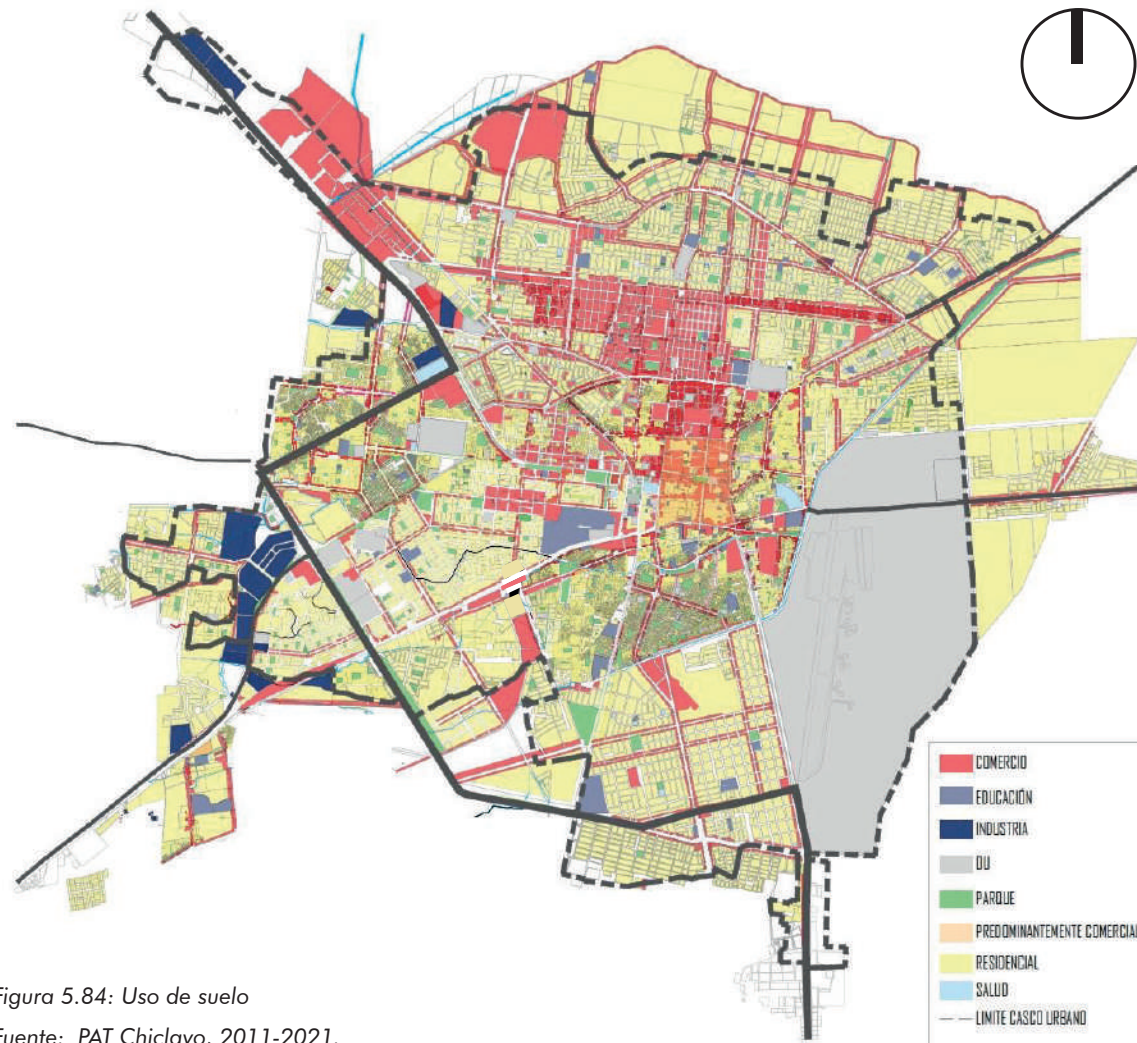 COMERCIO
EDUCACIÓN
INDUSTRIA
OU
PARQUE
PREDOMINANTEMENTE COMERCIAL
RESIDENCIAL
SALUD
LIMITE CASCO URBANO
Figura 5.84: Uso de suelo
Fuente: PAT Chiclayo, 2011-2021.